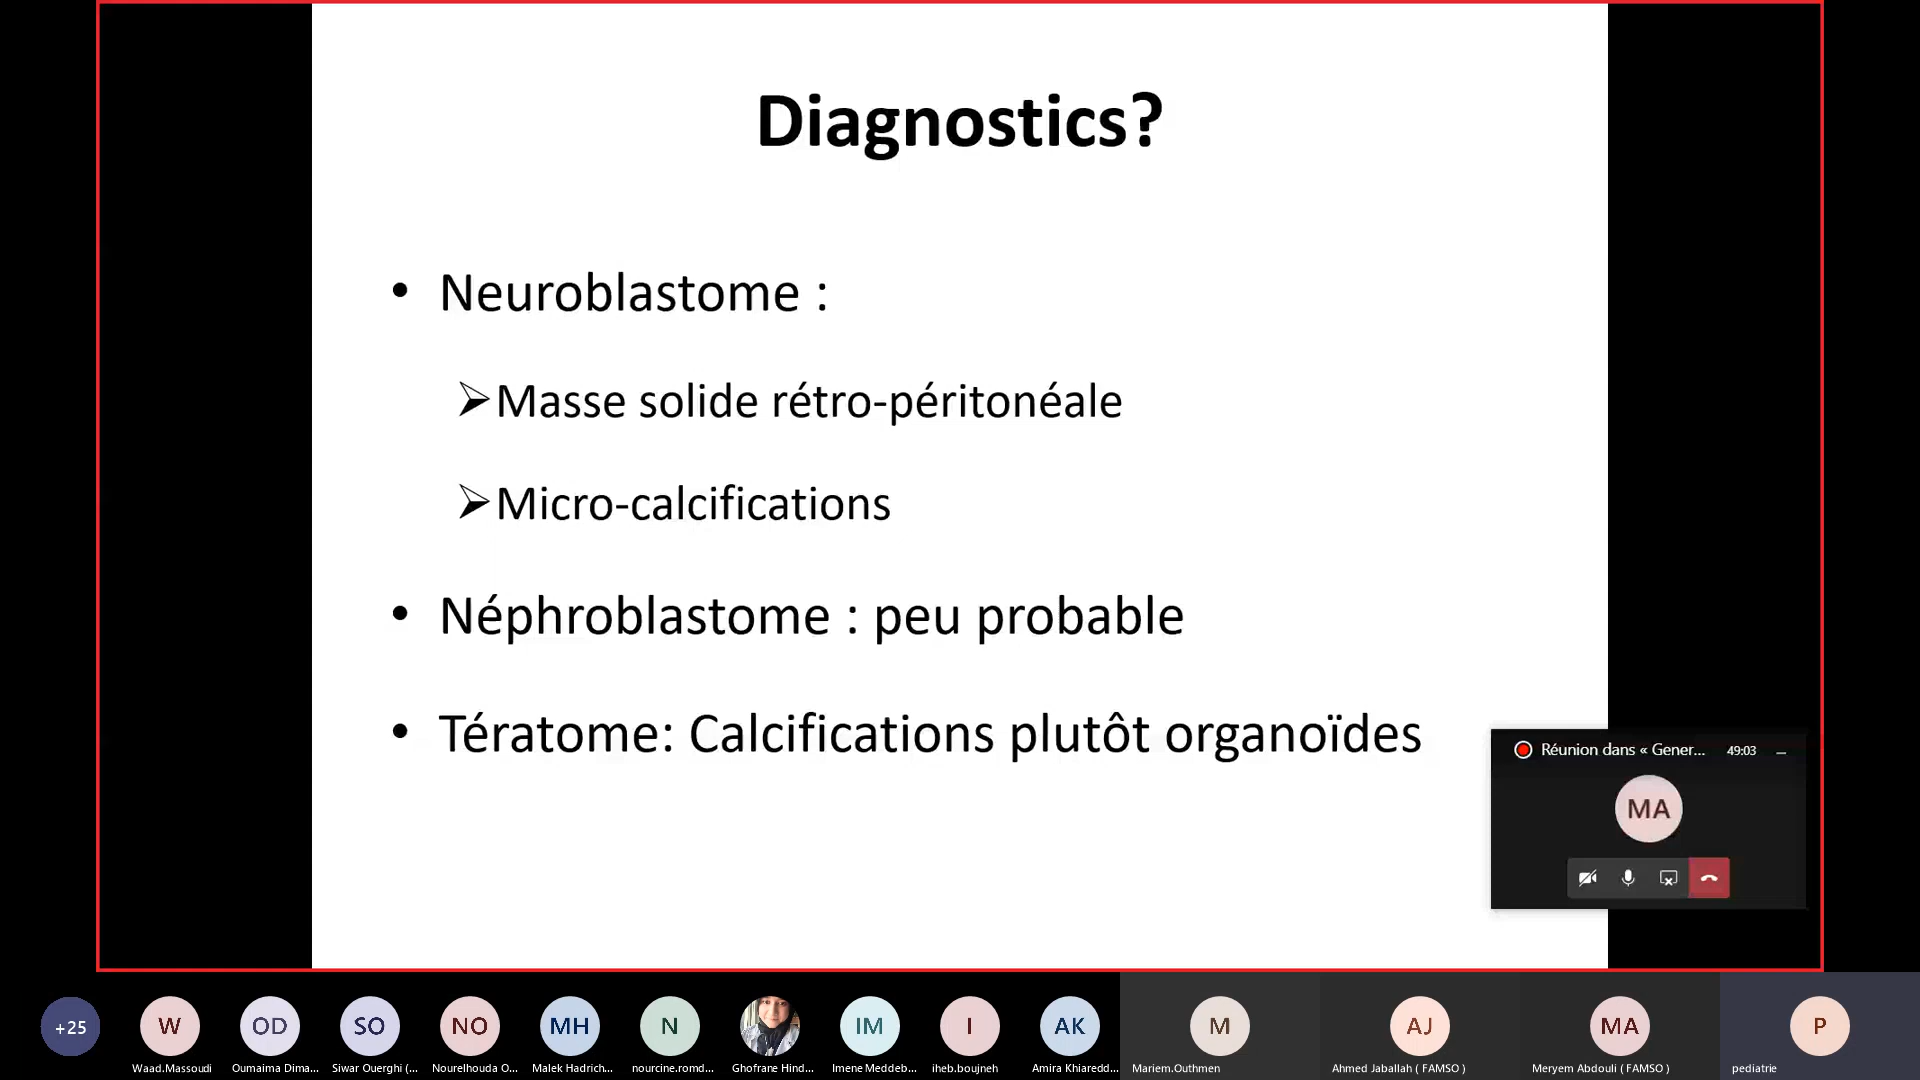 Diagnostics?
• Neuroblastome :
➢Masse solide rétro-péritonéale
➢Micro-calcifications
• Néphroblastome : peu probable
• Tératome: Calcifications plutôt organoïdes
Réunion dans « Gener... 49:03
MA
+25 W OD SO NO MH N IM I AK M AJ MA P
Waad.Massoudi Oumaima Dima... Siwar Ouerghi (... Nourelhouda O... Malek Hadrich... nourcine.romd... Ghofrane Hind... Imene Meddeb... iheb.boujneh Amira Khiaredd... Mariem.Outhmen Ahmed Jaballah ( FAMSO ) Meryem Abdouli ( FAMSO ) pediatrie